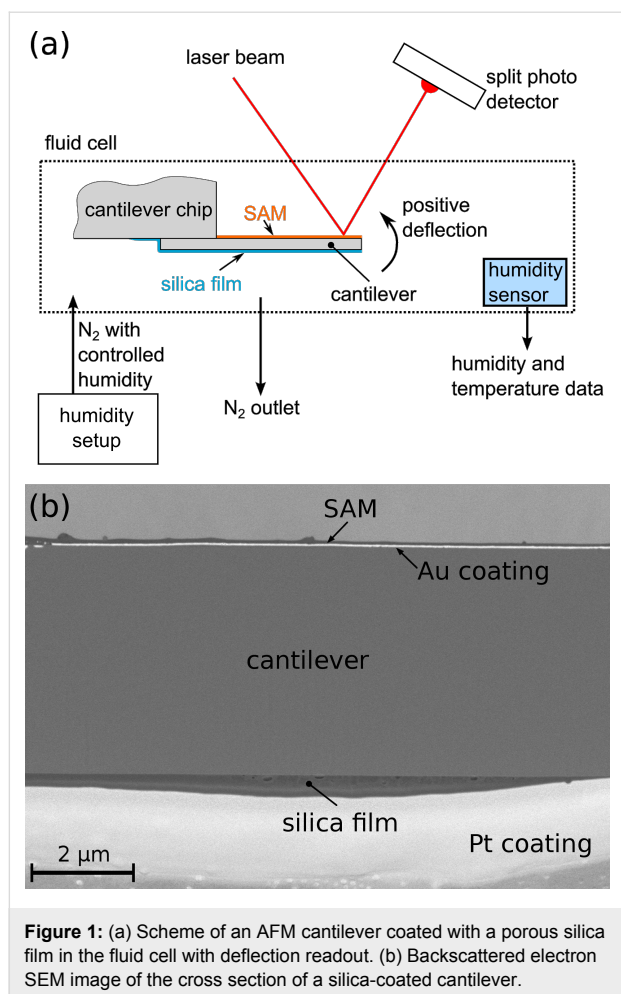 (a)
laser beam
split photo
detector
fluid cell
cantilever chip
SAM
positive
deflection
silica film
cantilever
humidity
sensor
N₂ with
controlled
humidity
humidity and
temperature data
N₂ outlet
humidity
setup
(b)
SAM
Au coating
cantilever
silica film
Pt coating
2 μm
Figure 1: (a) Scheme of an AFM cantilever coated with a porous silica
film in the fluid cell with deflection readout. (b) Backscattered electron
SEM image of the cross section of a silica-coated cantilever.